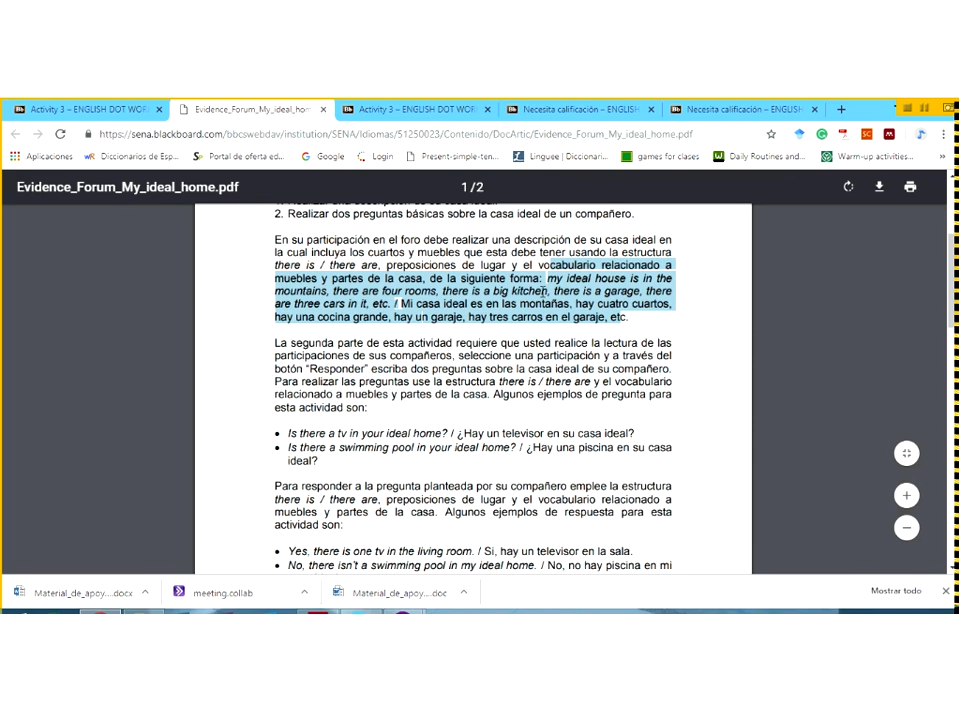 Activity 3 – ENGLISH DOT WOR
Evidence_Forum_My_ideal_hom
Activity 3 – ENGLISH DOT WOR
Necesita calificación – ENGLISH
Necesita calificación – ENGLISH
https://sena.blackboard.com/bbcswebdav/institution/SENA/Idiomas/51250023/Contenido/DocArtic/Evidence_Forum_My_ideal_home.pdf
Aplicaciones
Diccionarios de Esp...
Portal de oferta ed...
Google
Login
Present-simple-ten...
Linguee | Diccionari...
games for clases
Daily Routines and...
Warm-up activities...
Evidence_Forum_My_ideal_home.pdf
1/2
2. Realizar dos preguntas básicas sobre la casa ideal de un compañero.
En su participación en el foro debe realizar una descripción de su casa ideal en
la cual incluya los cuartos y muebles que esta debe tener usando la estructura
there is / there are, preposiciones de lugar y el vocabulario relacionado a
muebles y partes de la casa, de la siguiente forma: my ideal house is in the
mountains, there are four rooms, there is a big kitchen, there is a garage, there
are three cars in it, etc. / Mi casa ideal es en las montañas, hay cuatro cuartos,
hay una cocina grande, hay un garaje, hay tres carros en el garaje, etc.
La segunda parte de esta actividad requiere que usted realice la lectura de las
participaciones de sus compañeros, seleccione una participación y a través del
botón “Responder” escriba dos preguntas sobre la casa ideal de su compañero.
Para realizar las preguntas use la estructura there is / there are y el vocabulario
relacionado a muebles y partes de la casa. Algunos ejemplos de pregunta para
esta actividad son:
• Is there a tv in your ideal home? / ¿Hay un televisor en su casa ideal?
• Is there a swimming pool in your ideal home? / ¿Hay una piscina en su casa
ideal?
Para responder a la pregunta planteada por su compañero emplee la estructura
there is / there are, preposiciones de lugar y el vocabulario relacionado a
muebles y partes de la casa. Algunos ejemplos de respuesta para esta
actividad son:
• Yes, there is one tv in the living room. / Si, hay un televisor en la sala.
• No, there isn't a swimming pool in my ideal home. / No, no hay piscina en mi
Material_de_apoy....docx
meeting.collab
Material_de_apoy....doc
Mostrar todo